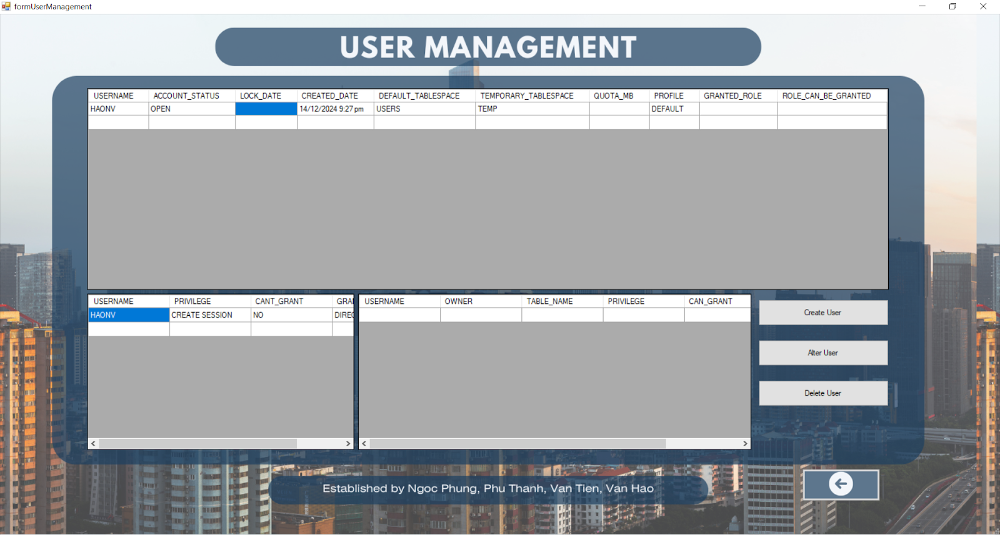 formUserManagement
USER MANAGEMENT
USERNAME ACCOUNT_STATUS LOCK_DATE CREATED_DATE DEFAULT_TABLESPACE TEMPORARY_TABLESPACE QUOTA_MB PROFILE GRANTED_ROLE ROLE_CAN_BE_GRANTED
HAONV OPEN 14/12/2024 9:27 pm USERS TEMP DEFAULT
USERNAME PRIVILEGE CANT_GRANT GRA
HAONV CREATE SESSION NO DIREC
USERNAME OWNER TABLE_NAME PRIVILEGE CAN_GRANT
Create User
Alter User
Delete User
Established by Ngoc Phung, Phu Thanh, Van Tien, Van Hao